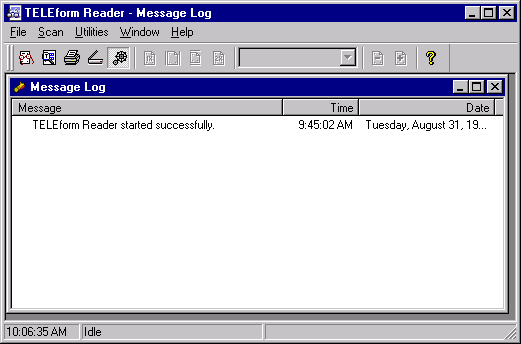 TELEform Reader - Message Log
File Scan Utilities Window Help
Message Log
Message Time Date
TELEform Reader started successfully. 9:45:02 AM Tuesday, August 31, 19...
10:06:35 AM Idle